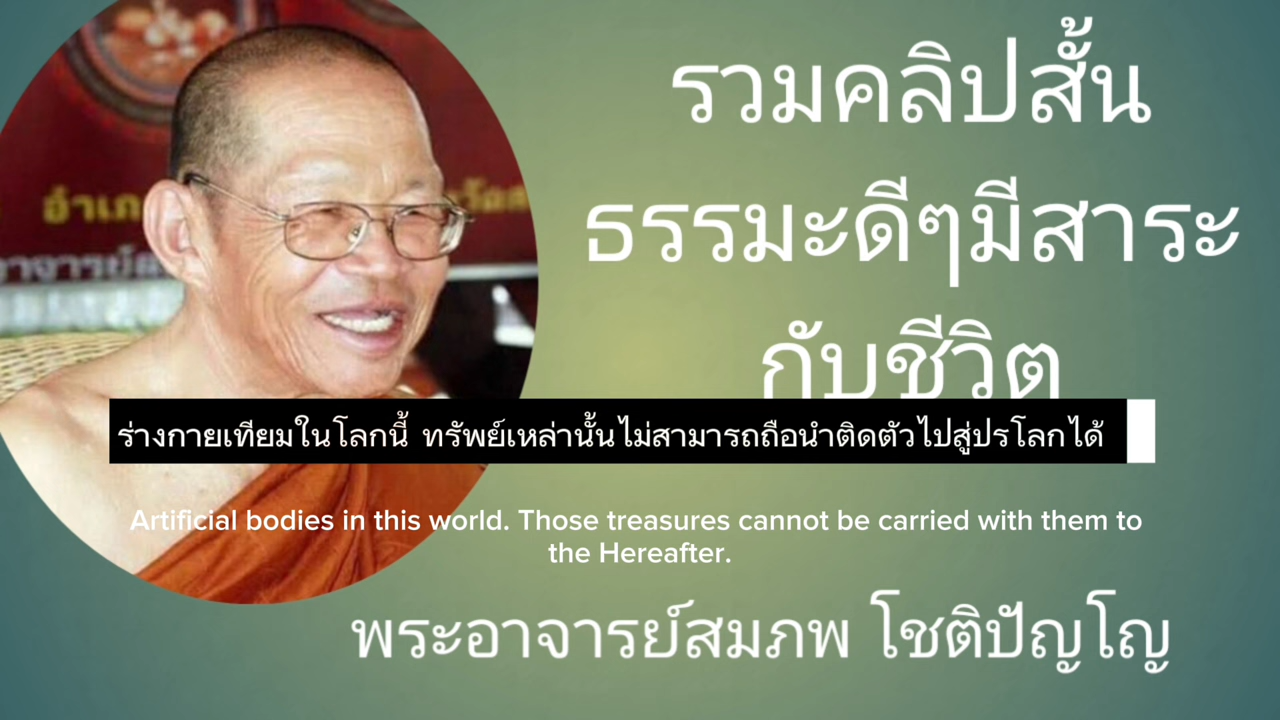 รวมคลิปสั้น
ธรรมะดีๆมีสาระ
กับชีวิต
ร่างกายเทียมในโลกนี้ ทรัพย์เหล่านั้นไม่สามารถถือนำติดตัวไปสู่ปรโลกได้
Artificial bodies in this world. Those treasures cannot be carried with them to
the Hereafter.
พระอาจารย์สมภพ โชติปัญโญ